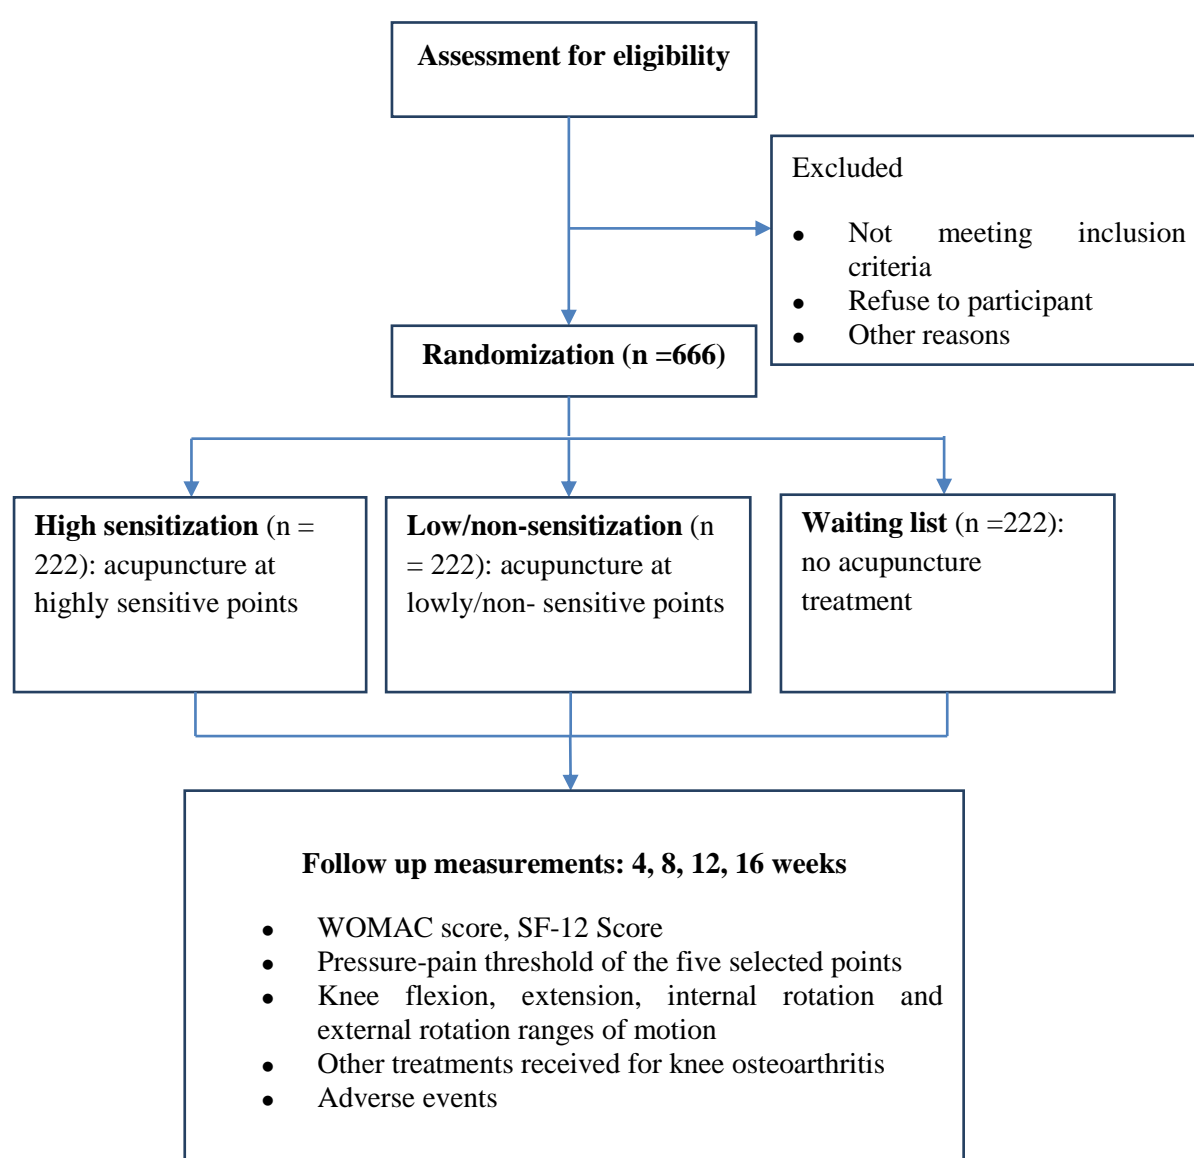 Assessment for eligibility
Excluded
● Not meeting inclusion
criteria
● Refuse to participant
● Other reasons
Randomization (n =666)
High sensitization (n =
222): acupuncture at
highly sensitive points
Low/non-sensitization (n
= 222): acupuncture at
lowly/non- sensitive points
Waiting list (n =222):
no acupuncture
treatment
Follow up measurements: 4, 8, 12, 16 weeks
● WOMAC score, SF-12 Score
● Pressure-pain threshold of the five selected points
● Knee flexion, extension, internal rotation and
external rotation ranges of motion
● Other treatments received for knee osteoarthritis
● Adverse events